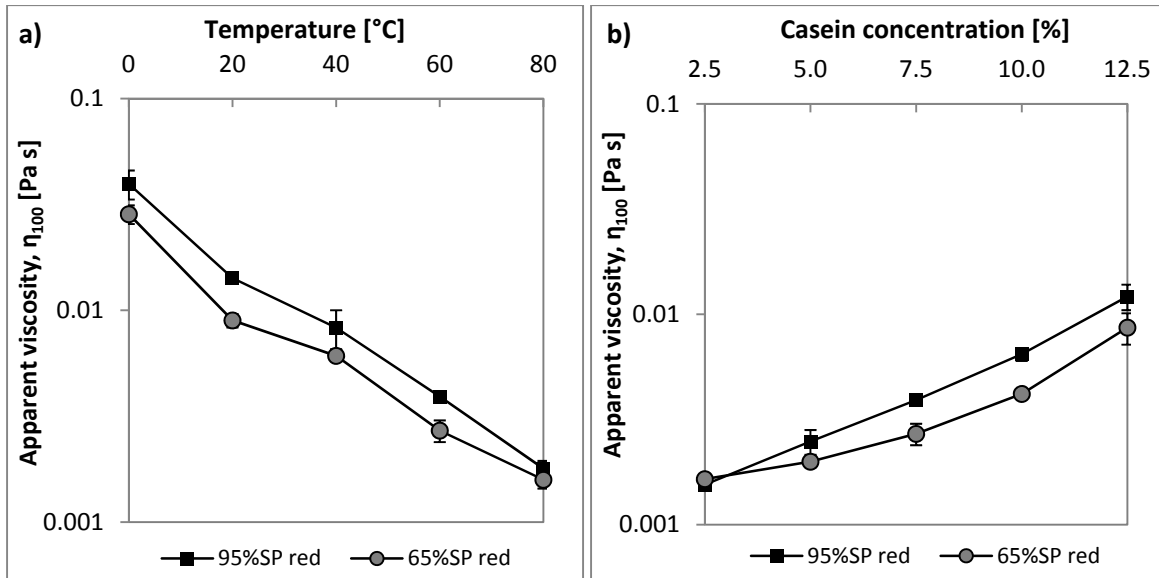 a)
Temperature [°C]
0 20 40 60 80
Apparent viscosity, η100 [Pa s]
0.1
0.01
0.001
95%SP red 65%SP red
b)
Casein concentration [%]
2.5 5.0 7.5 10.0 12.5
Apparent viscosity, η100 [Pa s]
0.1
0.01
0.001
95%SP red 65%SP red